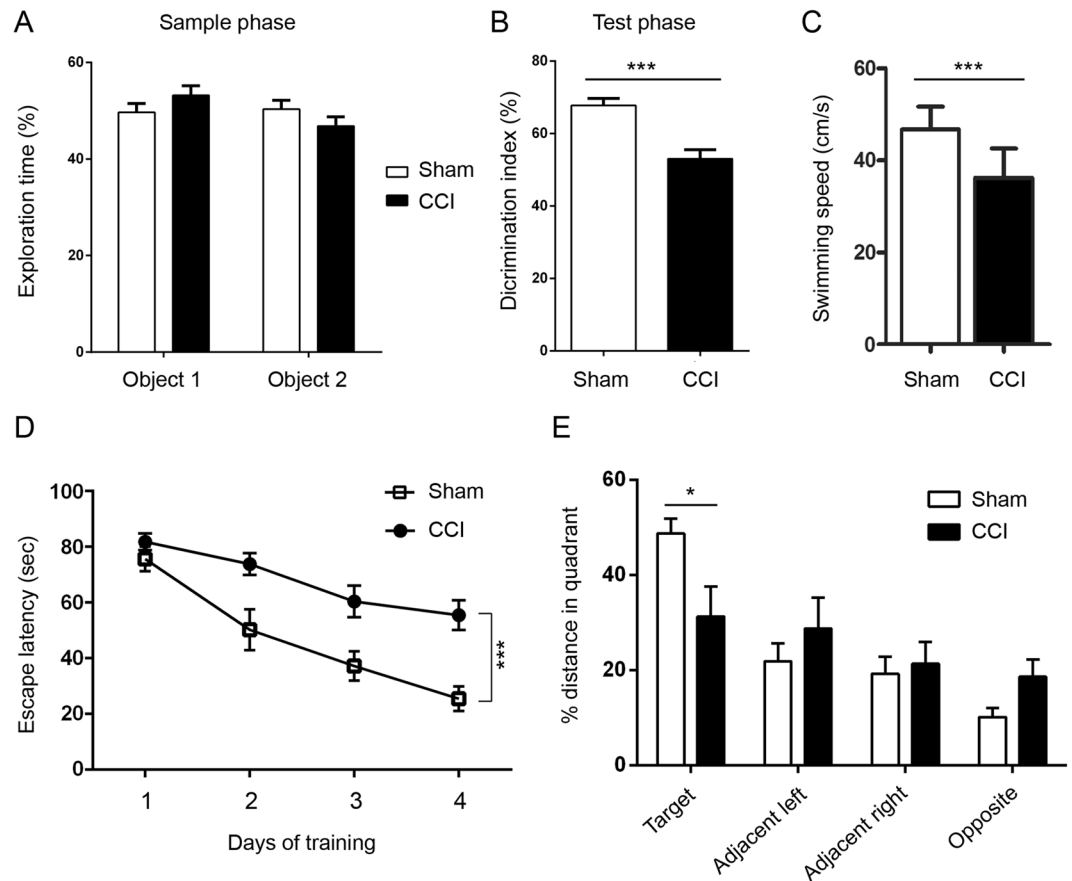 A
Sample phase
Exploration time (%)
60
40
20
0
Object 1
Object 2
Sham
CCI
B
Test phase
Dicrimination index (%)
80
60
40
60
0
***
Sham
CCI
C
Swimming speed (cm/s)
60
40
20
0
***
Sham
CCI
D
Escape latency (sec)
100
80
60
40
20
0
Sham
CCI
***
1
2
3
4
Days of training
E
% distance in quadrant
60
40
20
0
*
Sham
CCI
Target
Adjacent left
Adjacent right
Opposite